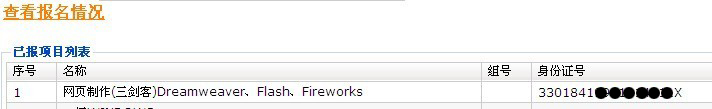 查看报名情况
已报项目列表
序号 名称 组号 身份证号
1 网页制作(三剑客)Dreamweaver、Flash、Fireworks 3301841